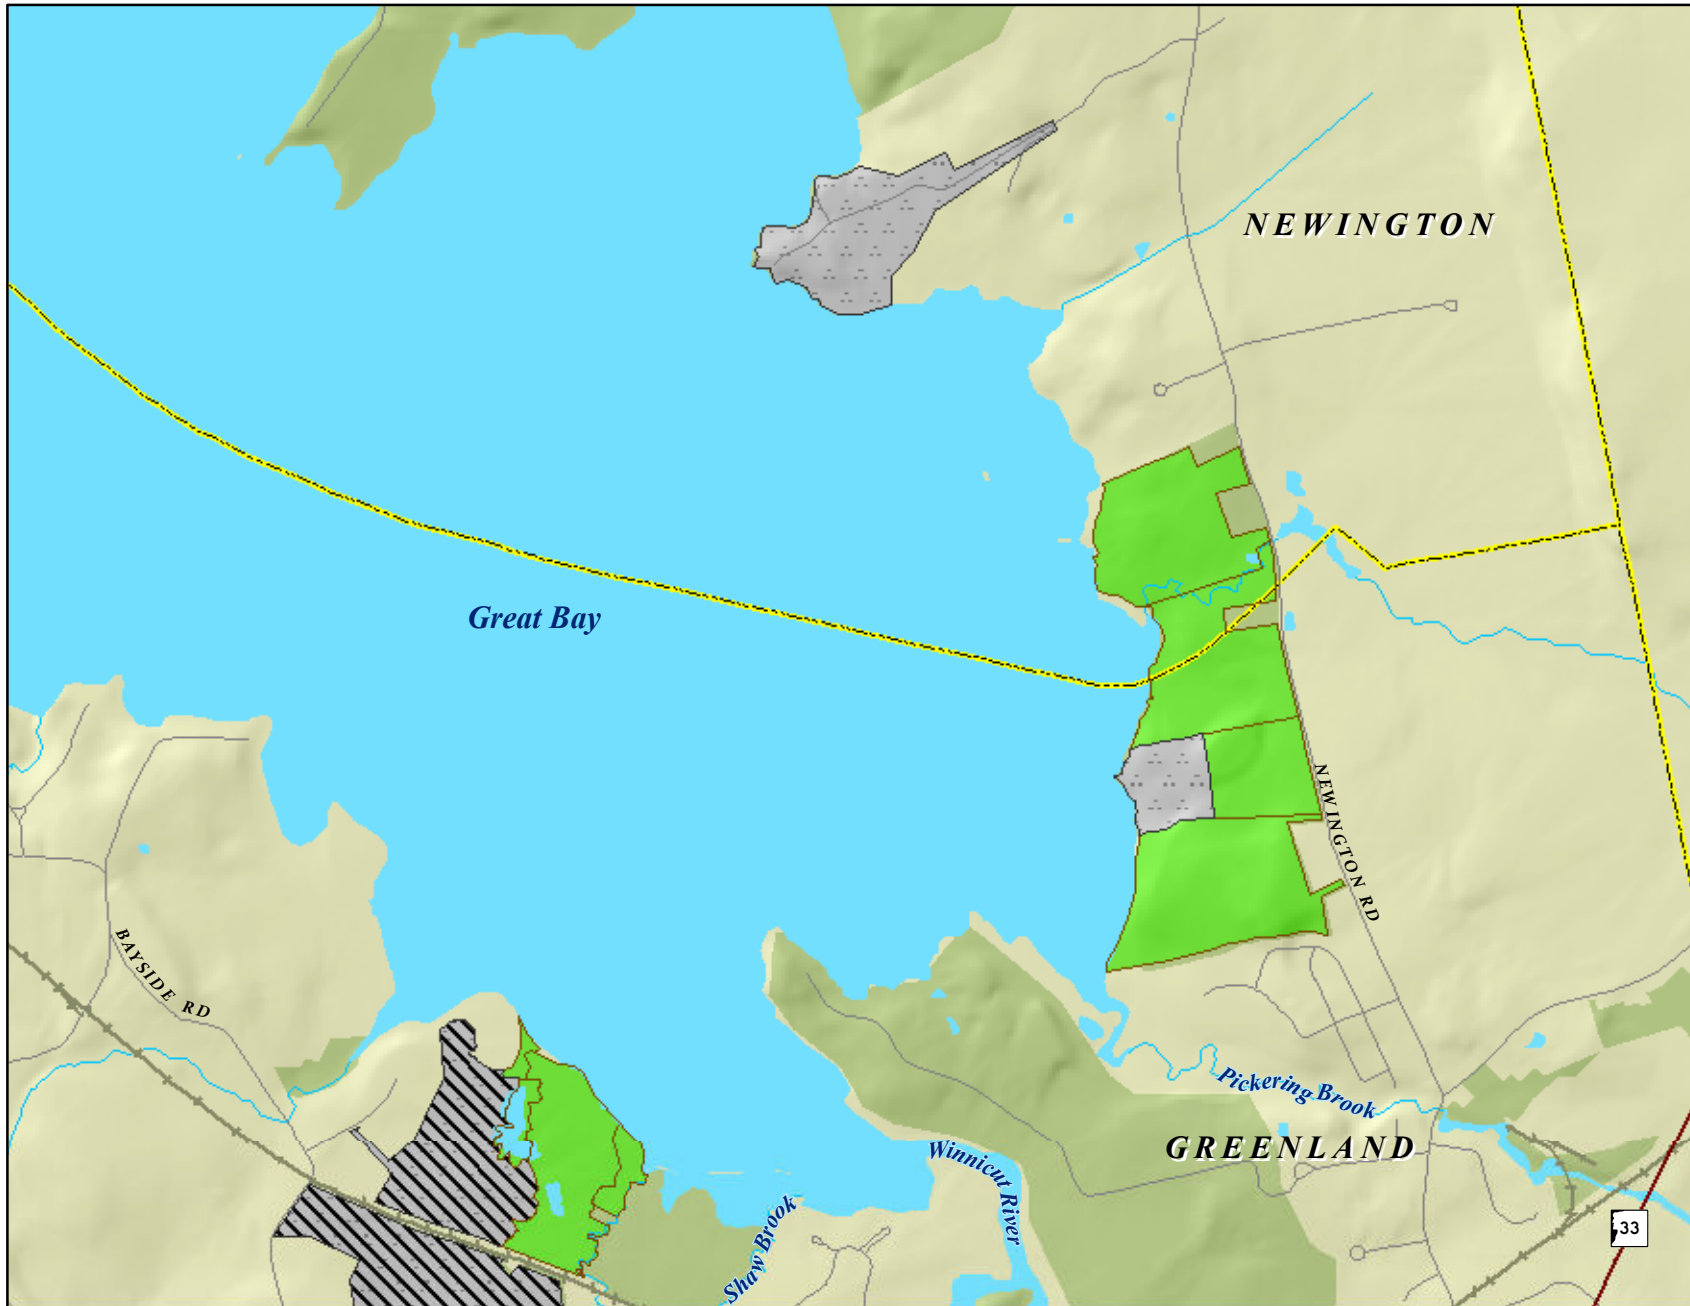 NEWINGTON
Great Bay
NEWINGTON RD
BAYSIDE RD
Pickering Brook
GREENLAND
Winnicut River
Shaw Brook
33